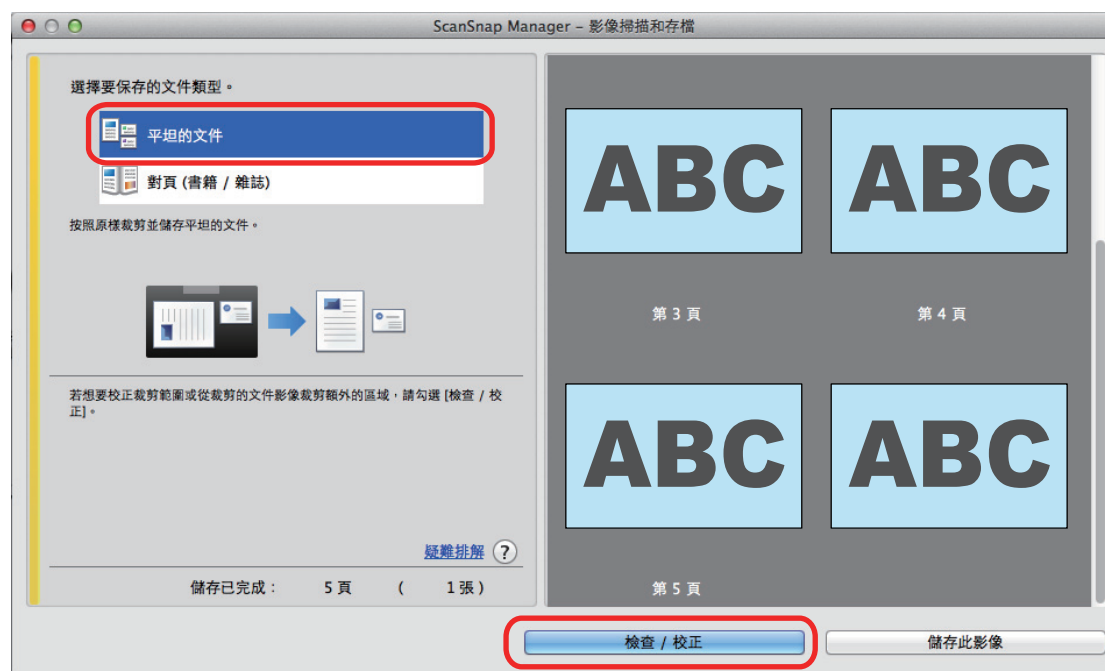 ScanSnap Manager – 影像掃描和存檔
選擇要保存的文件類型。
平坦的文件
對頁 (書籍 / 雜誌)
按照原樣裁剪並儲存平坦的文件。
若想要校正裁剪範圍或從裁剪的文件影像裁剪額外的區域，請勾選 [檢查 / 校
正]。
疑難排解 ?
儲存已完成： 5 頁 ( 1 張 )
ABC ABC
第 3 頁 第 4 頁
ABC ABC
第 5 頁
檢查 / 校正 儲存此影像